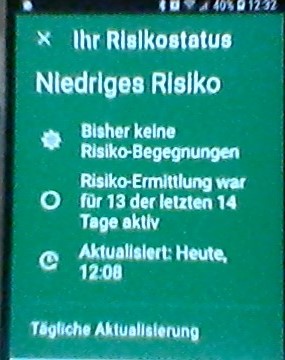 40% 12:32
× Ihr Risikostatus
Niedriges Risiko
Bisher keine
Risiko-Begegnungen
Risiko-Ermittlung war
für 13 der letzten 14
Tage aktiv
Aktualisiert: Heute,
12:08
Tägliche Aktualisierung